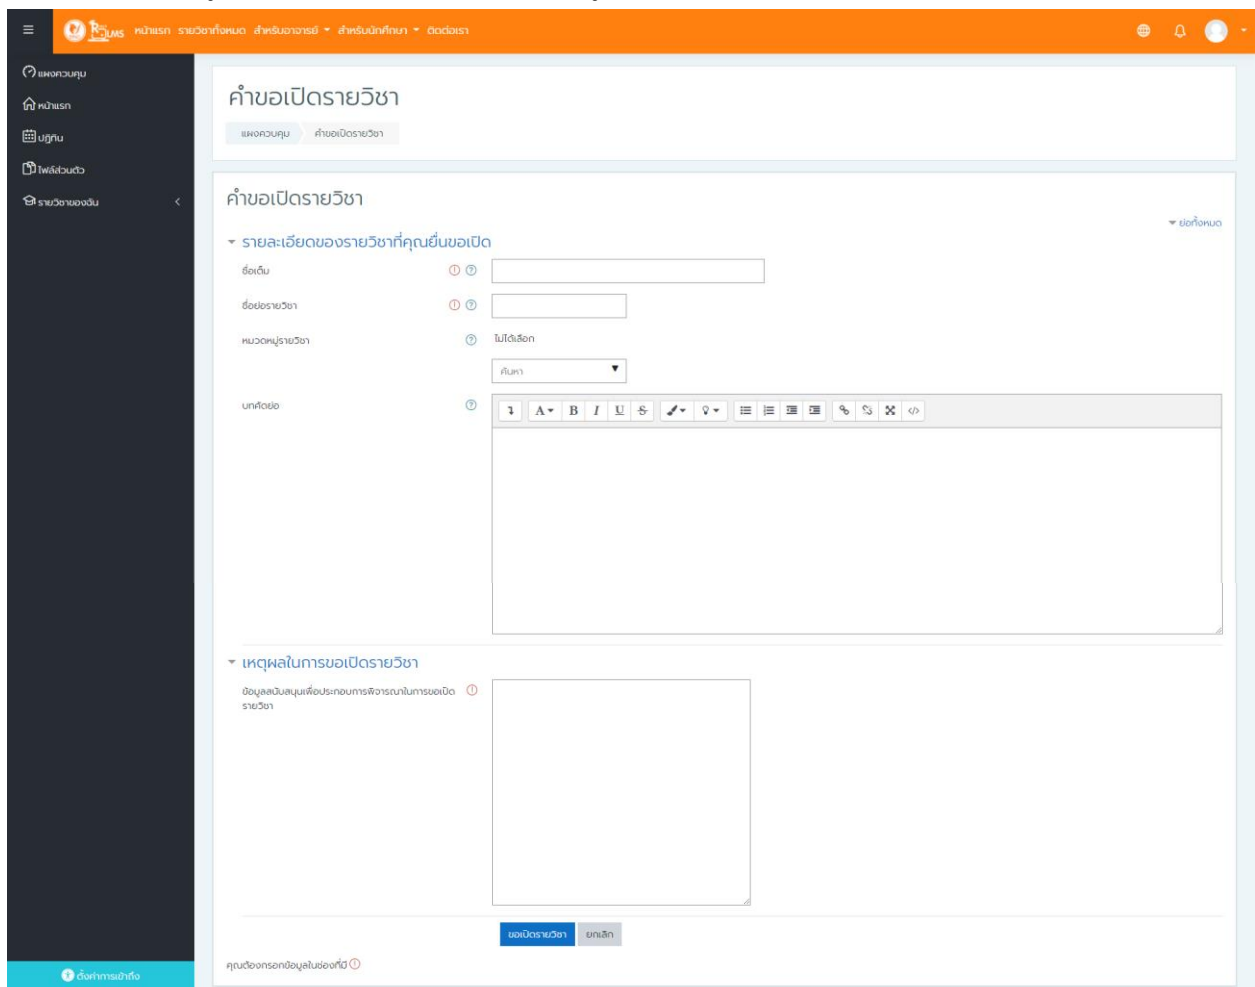 LMS หน้าแรก รายวิชาทั้งหมด สำหรับอาจารย์ สำหรับนักศึกษา ติดต่อเรา
แผงควบคุม
หน้าแรก
ปฏิทิน
ไฟล์ส่วนตัว
รายวิชาของฉัน
คำขอเปิดรายวิชา
แผงควบคุม คำขอเปิดรายวิชา
คำขอเปิดรายวิชา
ย่อทั้งหมด
รายละเอียดของรายวิชาที่คุณยื่นขอเปิด
ชื่อเต็ม
ชื่อย่อรายวิชา
หมวดหมู่รายวิชา ไม่ได้เลือก
ค้นหา
บทคัดย่อ
A B I U S
เหตุผลในการขอเปิดรายวิชา
ข้อมูลสนับสนุนเพื่อประกอบการพิจารณาในการขอเปิด
รายวิชา
ขอเปิดรายวิชา ยกเลิก
คุณต้องกรอกข้อมูลในช่องที่มี
ตั้งค่าการเข้าถึง